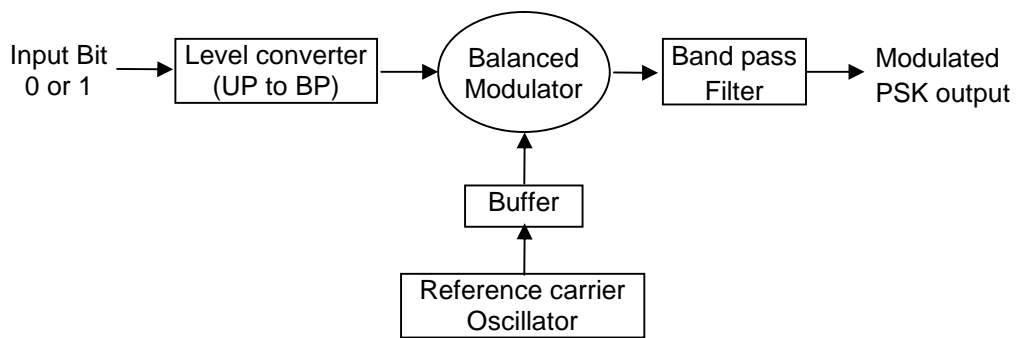 Input Bit
0 or 1
Level converter
(UP to BP)
Balanced
Modulator
Band pass
Filter
Modulated
PSK output
Buffer
Reference carrier
Oscillator